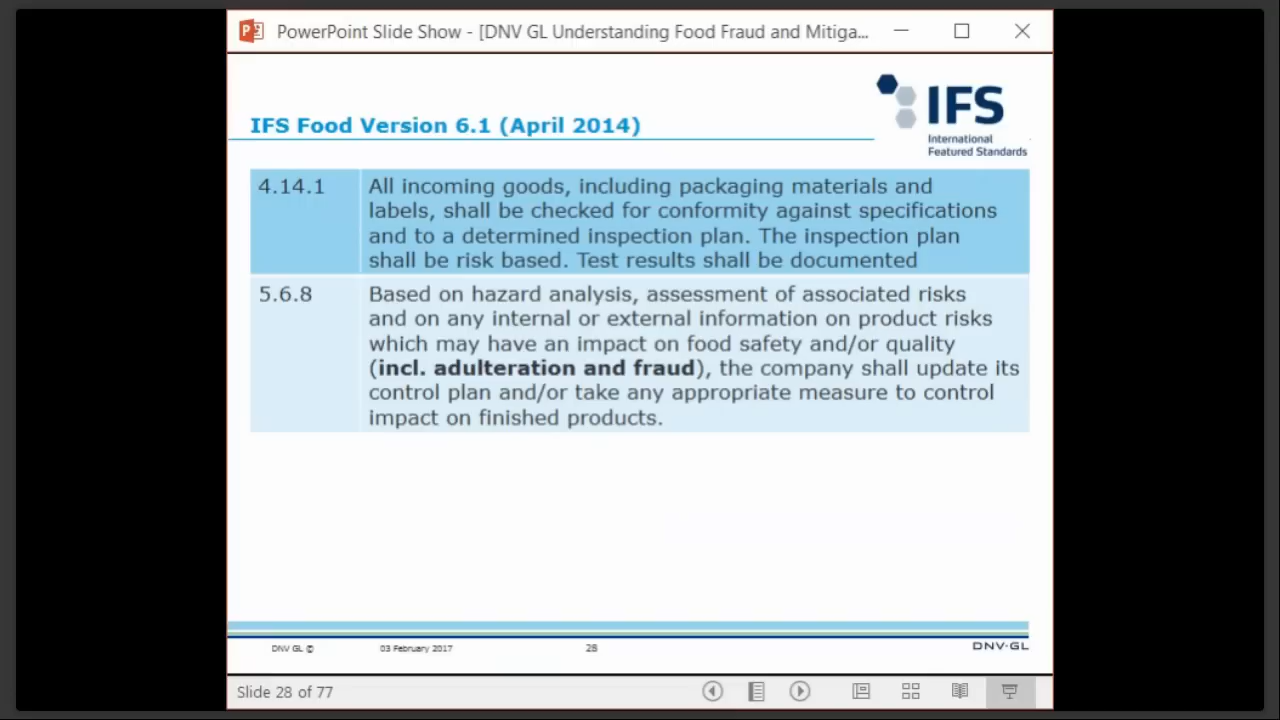 PowerPoint Slide Show - [DNV GL Understanding Food Fraud and Mitiga...
IFS
International
Featured Standards
IFS Food Version 6.1 (April 2014)
4.14.1
All incoming goods, including packaging materials and
labels, shall be checked for conformity against specifications
and to a determined inspection plan. The inspection plan
shall be risk based. Test results shall be documented
5.6.8
Based on hazard analysis, assessment of associated risks
and on any internal or external information on product risks
which may have an impact on food safety and/or quality
(incl. adulteration and fraud), the company shall update its
control plan and/or take any appropriate measure to control
impact on finished products.
DNV GL ©
03 February 2017
28
DNV·GL
Slide 28 of 77